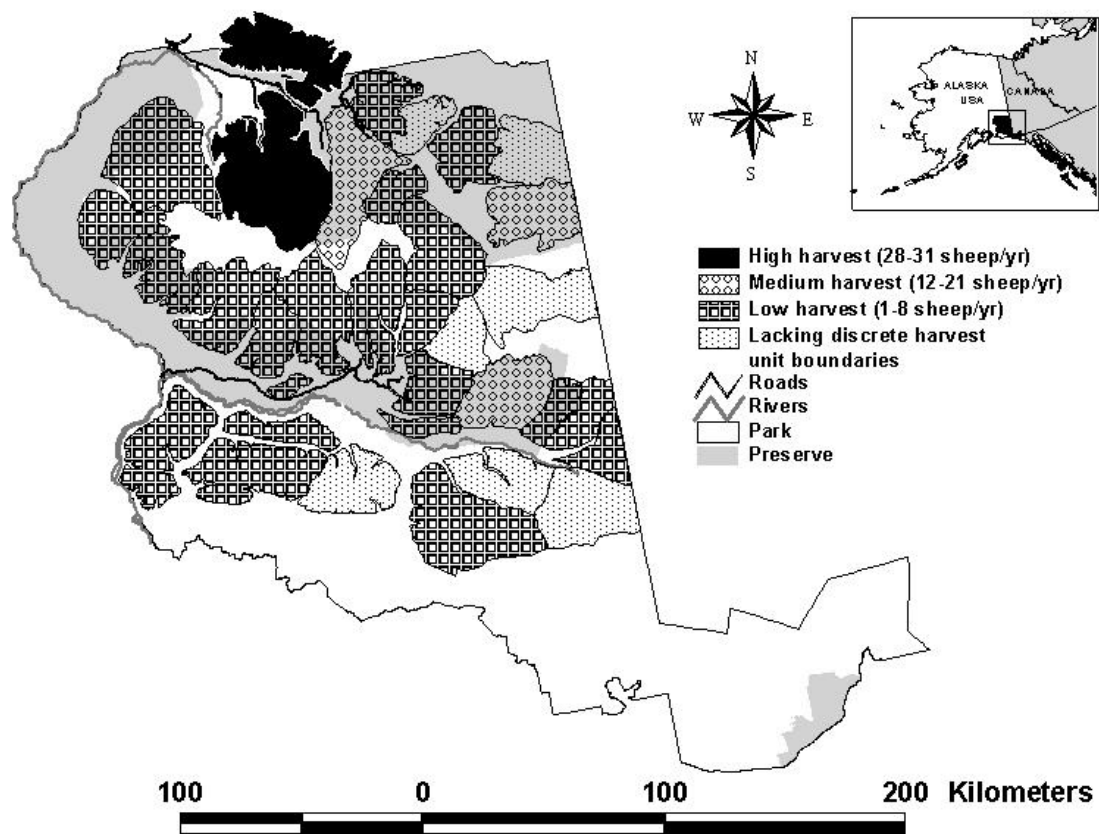 N
W E
S
ALASKA
USA
CANADA
High harvest (28-31 sheep/yr)
Medium harvest (12-21 sheep/yr)
Low harvest (1-8 sheep/yr)
Lacking discrete harvest
unit boundaries
Roads
Rivers
Park
Preserve
100 0 100 200 Kilometers